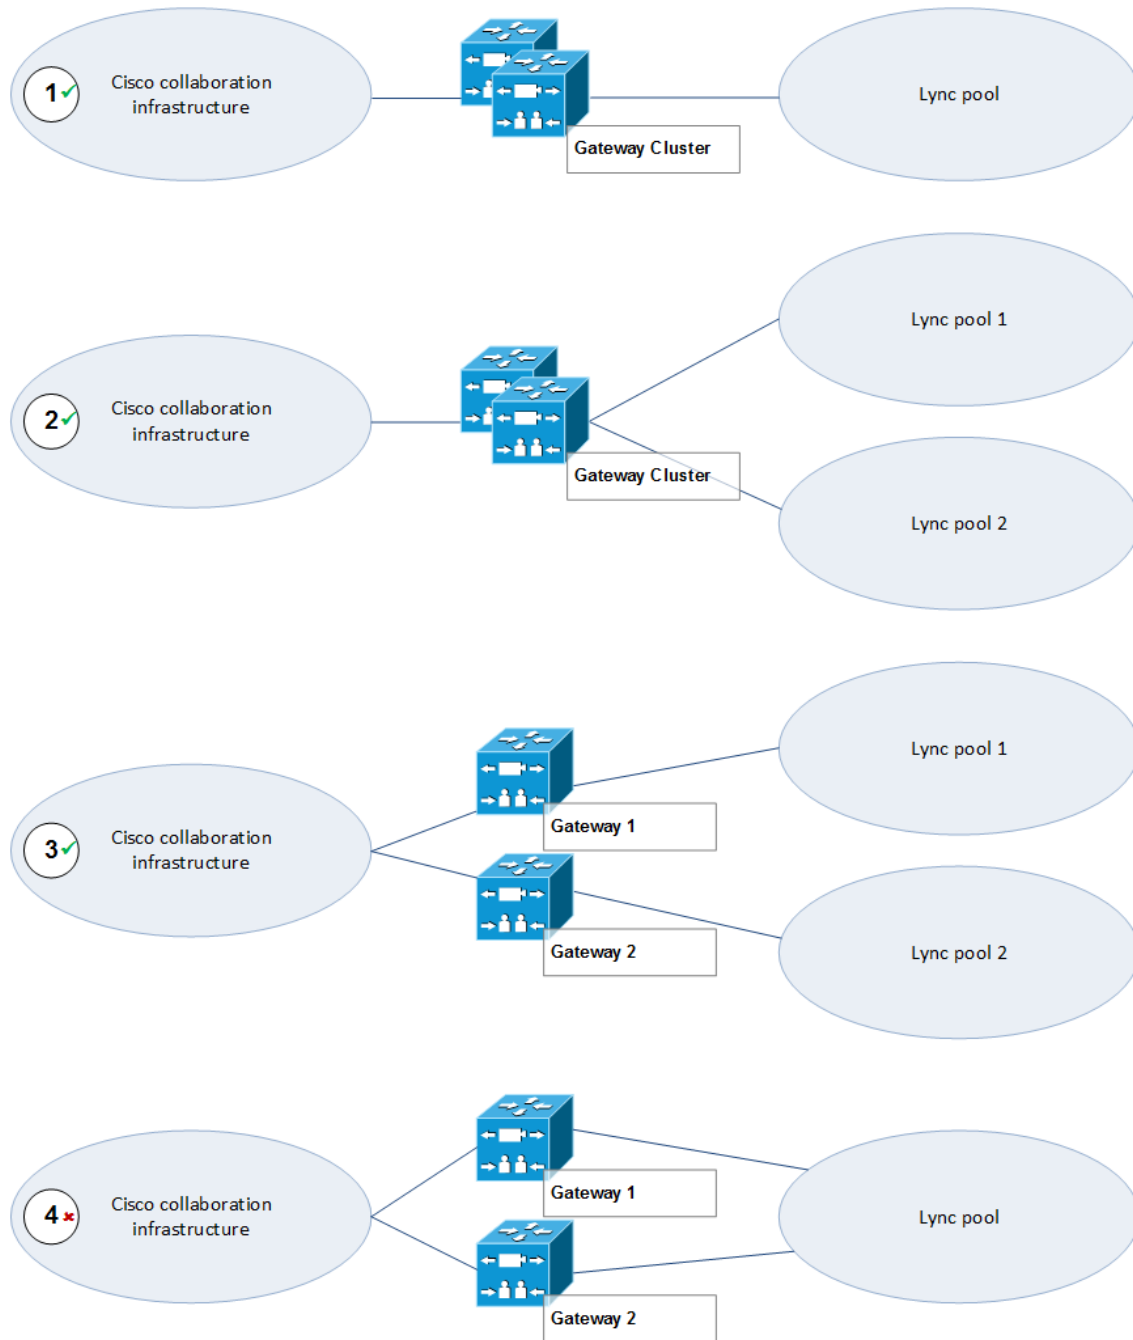 1
Cisco collaboration
infrastructure
Gateway Cluster
Lync pool
2
Cisco collaboration
infrastructure
Gateway Cluster
Lync pool 1
Lync pool 2
3
Cisco collaboration
infrastructure
Gateway 1
Gateway 2
Lync pool 1
Lync pool 2
4
Cisco collaboration
infrastructure
Gateway 1
Gateway 2
Lync pool